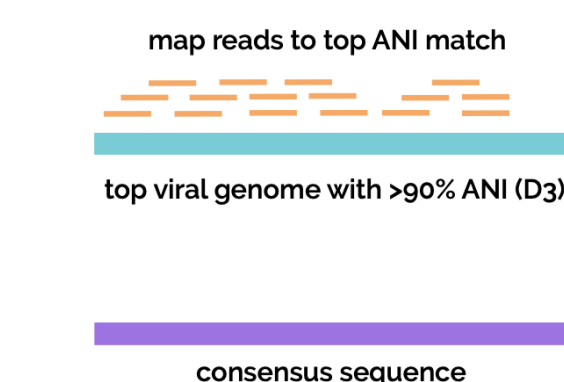 map reads to top ANI match
top viral genome with >90% ANI (D3)
consensus sequence